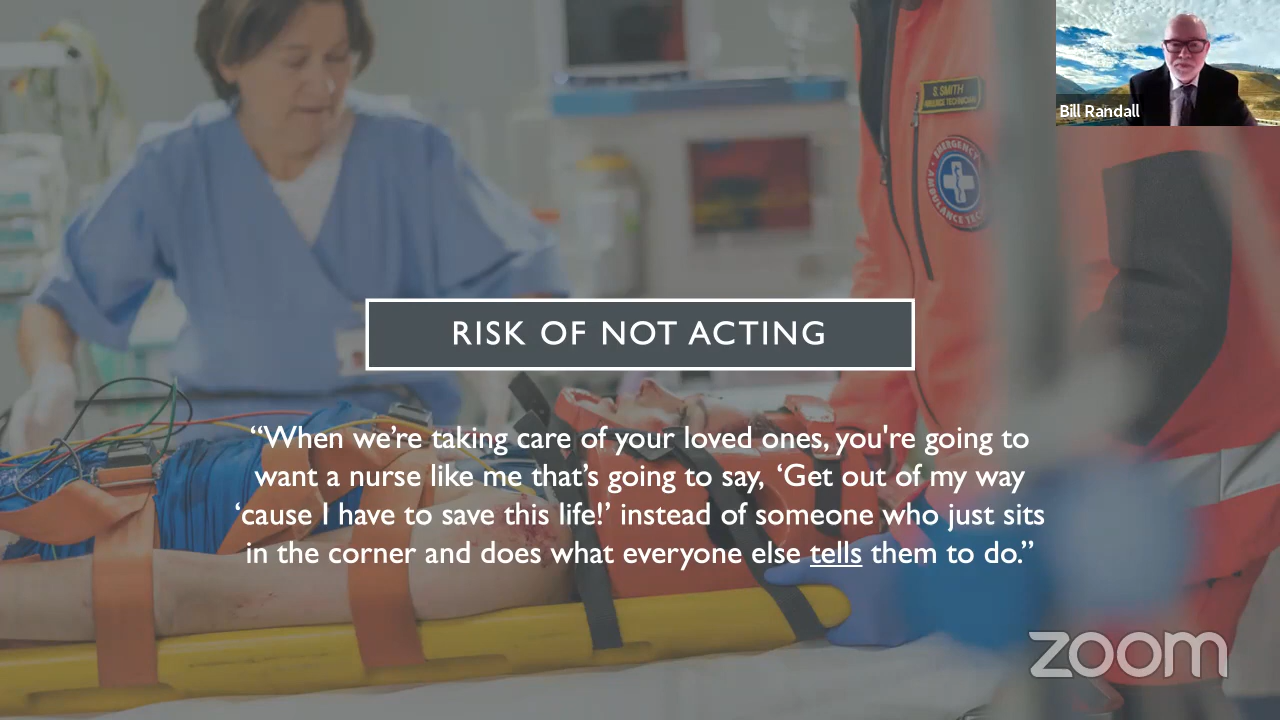 Bill Randall
S. SMITH
EMERGENCY
AMBULANCE TEC
RISK OF NOT ACTING
“When we’re taking care of your loved ones, you're going to
want a nurse like me that’s going to say, ‘Get out of my way
‘cause I have to save this life!’ instead of someone who just sits
in the corner and does what everyone else tells them to do.”
zoom